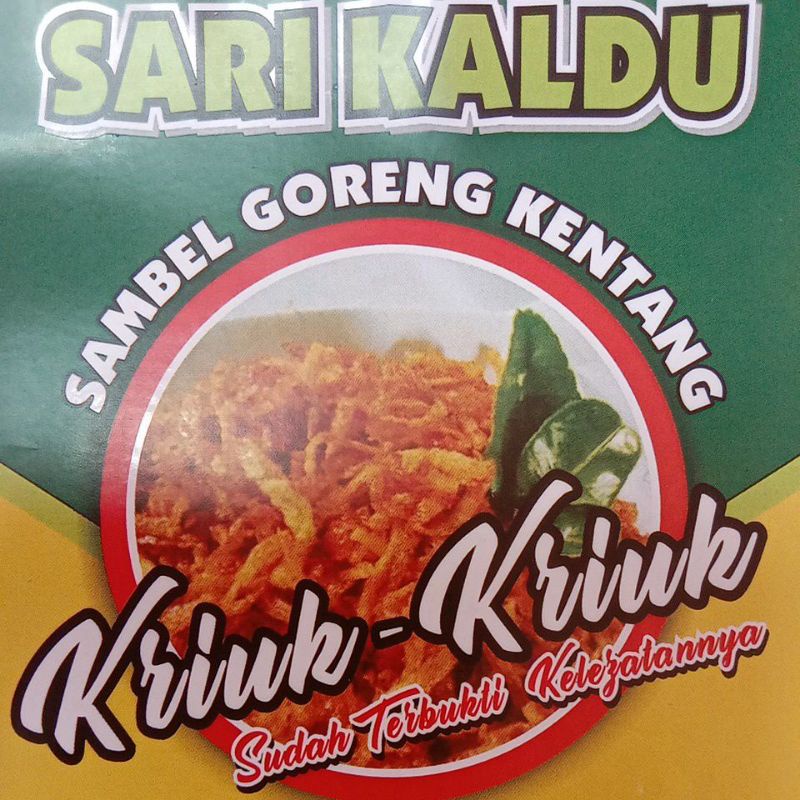 SARI KALDU
SAMBEL GORENG KENTANG
Kriuk - Kriuk
Sudah Terbukti Kelezatannya